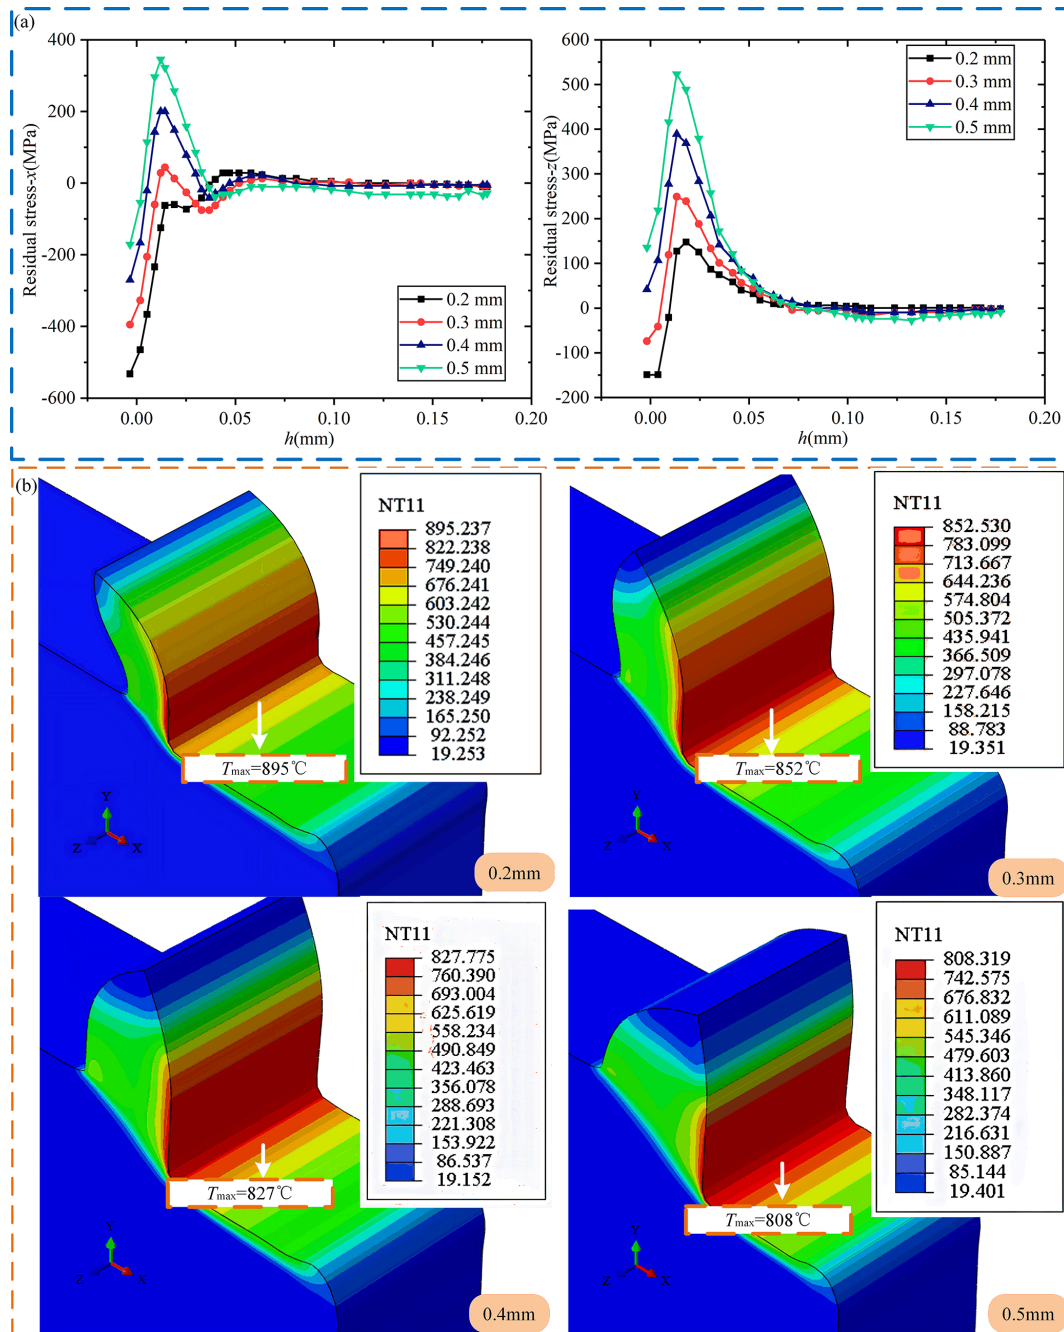 (a)
400
200
0
-200
-400
-600
Residual stress-x(MPa)
0.00
0.05
0.10
0.15
0.20
h(mm)
0.2 mm
0.3 mm
0.4 mm
0.5 mm
600
500
400
300
200
100
0
-100
-200
Residual stress-z(MPa)
0.00
0.05
0.10
0.15
0.20
h(mm)
0.2 mm
0.3 mm
0.4 mm
0.5 mm
(b)
NT11
895.237
822.238
749.240
676.241
603.242
530.244
457.245
384.246
311.248
238.249
165.250
92.252
19.253
Tmax=895℃
Y
Z
X
0.2mm
NT11
852.530
783.099
713.667
644.236
574.804
505.372
435.941
366.509
297.078
227.646
158.215
88.783
19.351
Tmax=852℃
Y
Z
X
0.3mm
NT11
827.775
760.390
693.004
625.619
558.234
490.849
423.463
356.078
288.693
221.308
153.922
86.537
19.152
Tmax=827℃
Y
Z
X
0.4mm
NT11
808.319
742.575
676.832
611.089
545.346
479.603
413.860
348.117
282.374
216.631
150.887
85.144
19.401
Tmax=808℃
Y
Z
X
0.5mm